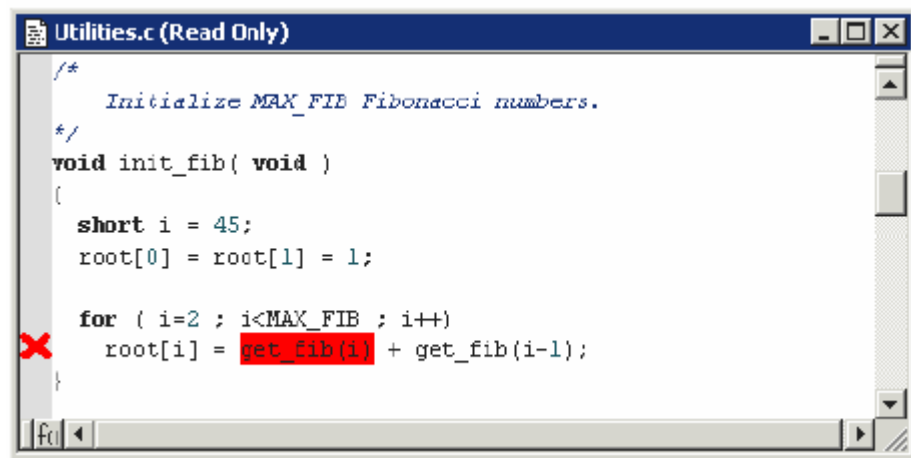 Utilities.c (Read Only)
/*
Initialize MAX_FIB Fibonacci numbers.
*/
void init_fib( void )
{
short i = 45;
root[0] = root[1] = 1;
for ( i=2 ; i<MAX_FIB ; i++)
root[i] = get_fib(i) + get_fib(i-1);
}